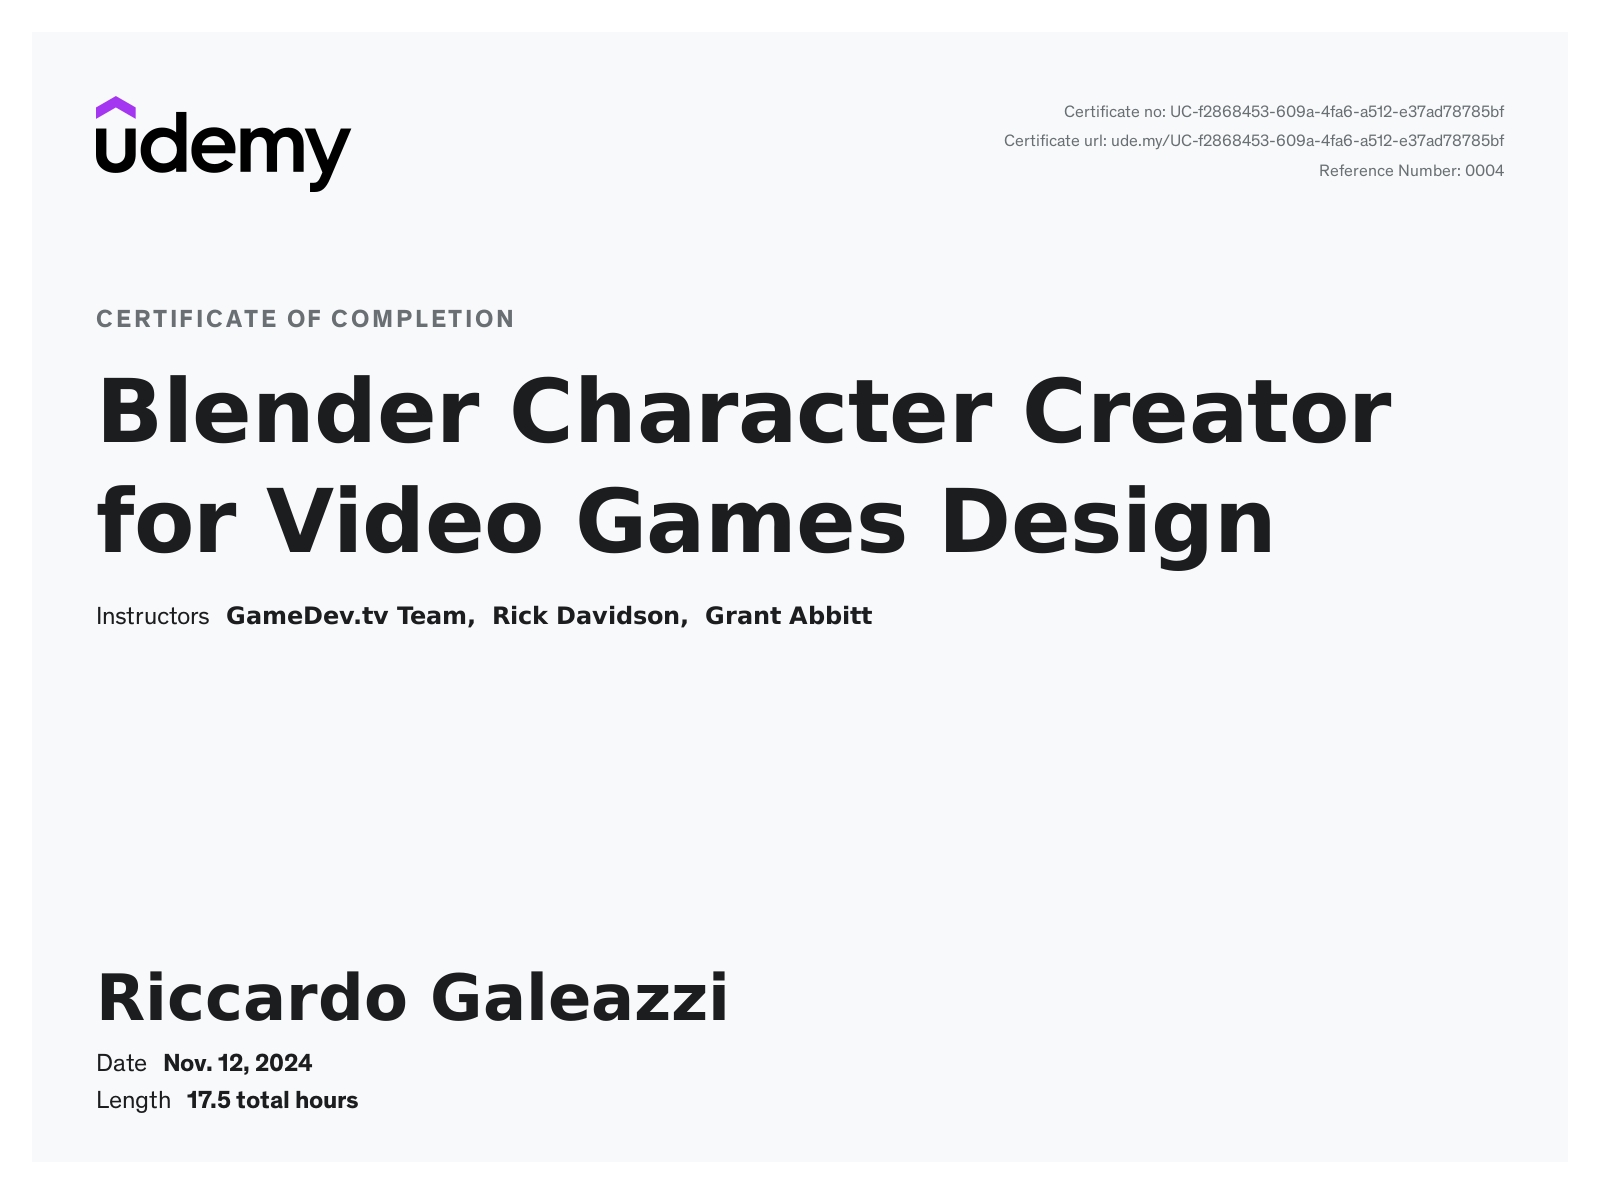 udemy
Certificate no: UC-f2868453-609a-4fa6-a512-e37ad78785bf
Certificate url: ude.my/UC-f2868453-609a-4fa6-a512-e37ad78785bf
Reference Number: 0004
CERTIFICATE OF COMPLETION
Blender Character Creator
for Video Games Design
Instructors GameDev.tv Team, Rick Davidson, Grant Abbitt
Riccardo Galeazzi
Date Nov. 12, 2024
Length 17.5 total hours